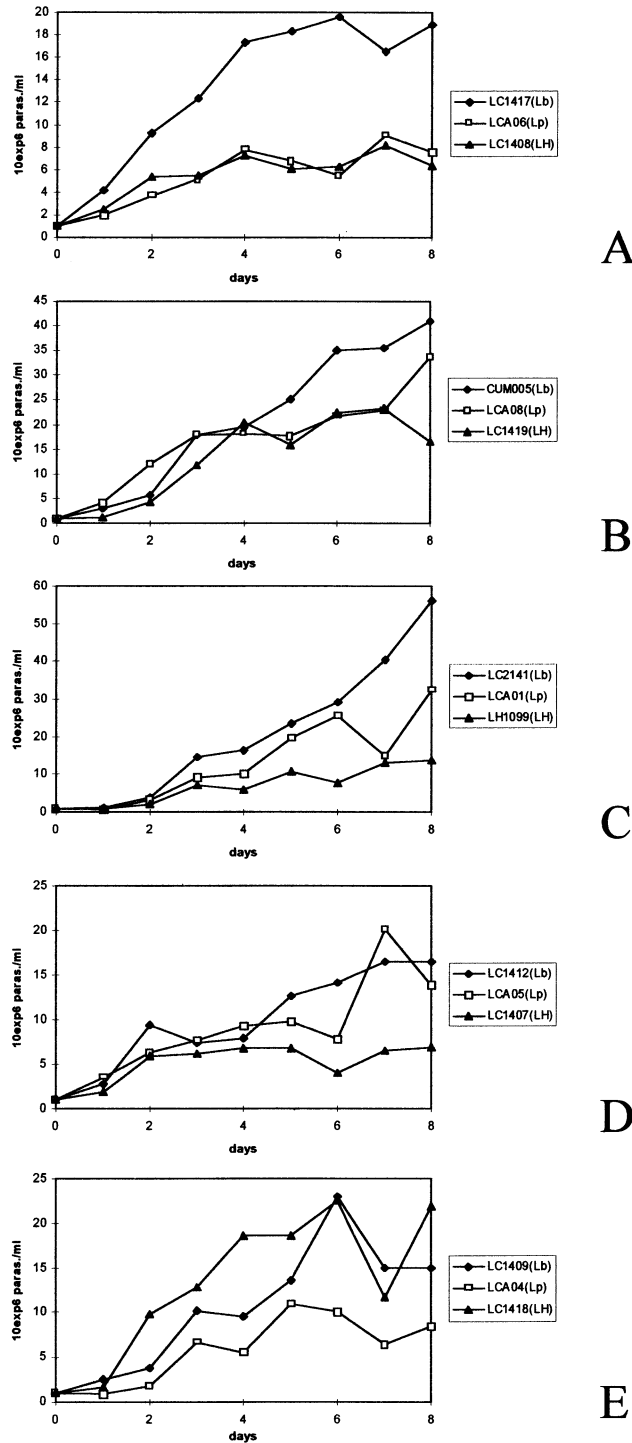 20
18
16
14
12
10
8
6
4
2
0
10exp6 paras./ml
0 2 4 6 8
days
LC1417(Lb)
LCA06(Lp)
LC1408(LH)
A
45
40
35
30
25
20
15
10
5
0
10exp6 paras./ml
0 2 4 6 8
days
CUM005(Lb)
LCA08(Lp)
LC1419(LH)
B
60
50
40
30
20
10
0
10exp6 paras./ml
0 2 4 6 8
days
LC2141(Lb)
LCA01(Lp)
LH1099(LH)
C
25
20
15
10
5
0
10exp6 paras./ml
0 2 4 6 8
days
LC1412(Lb)
LCA05(Lp)
LC1407(LH)
D
25
20
15
10
5
0
10exp6 paras./ml
0 2 4 6 8
days
LC1409(Lb)
LCA04(Lp)
LC1418(LH)
E